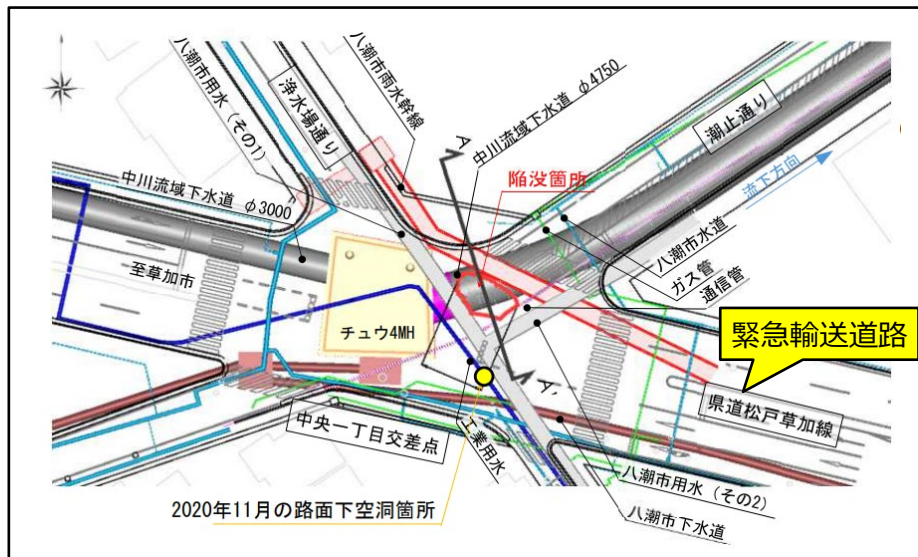 八潮市用水（その1）
浄水場通り
八潮市雨水幹線
A
中川流域下水道 φ4750
潮止通り
陥没箇所
流下方向
中川流域下水道
φ3000
八潮市水道
ガス管
通信管
至草加市
チュウ4MH
緊急輸送道路
A'
県道松戸草加線
中央一丁目交差点
工業用水
八潮市用水（その2）
2020年11月の路面下空洞箇所
八潮市下水道